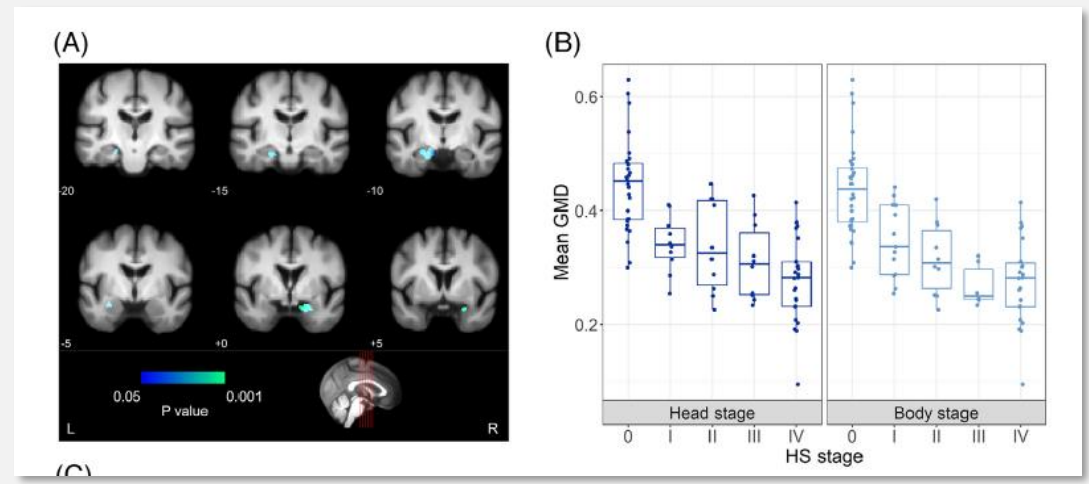 (A)
-20
-15
-10
-5
+0
+5
0.05
0.001
P value
L
R
(B)
Mean GMD
0.6
0.4
0.2
Head stage
Body stage
0 I II III IV
0 I II III IV
HS stage
(C)